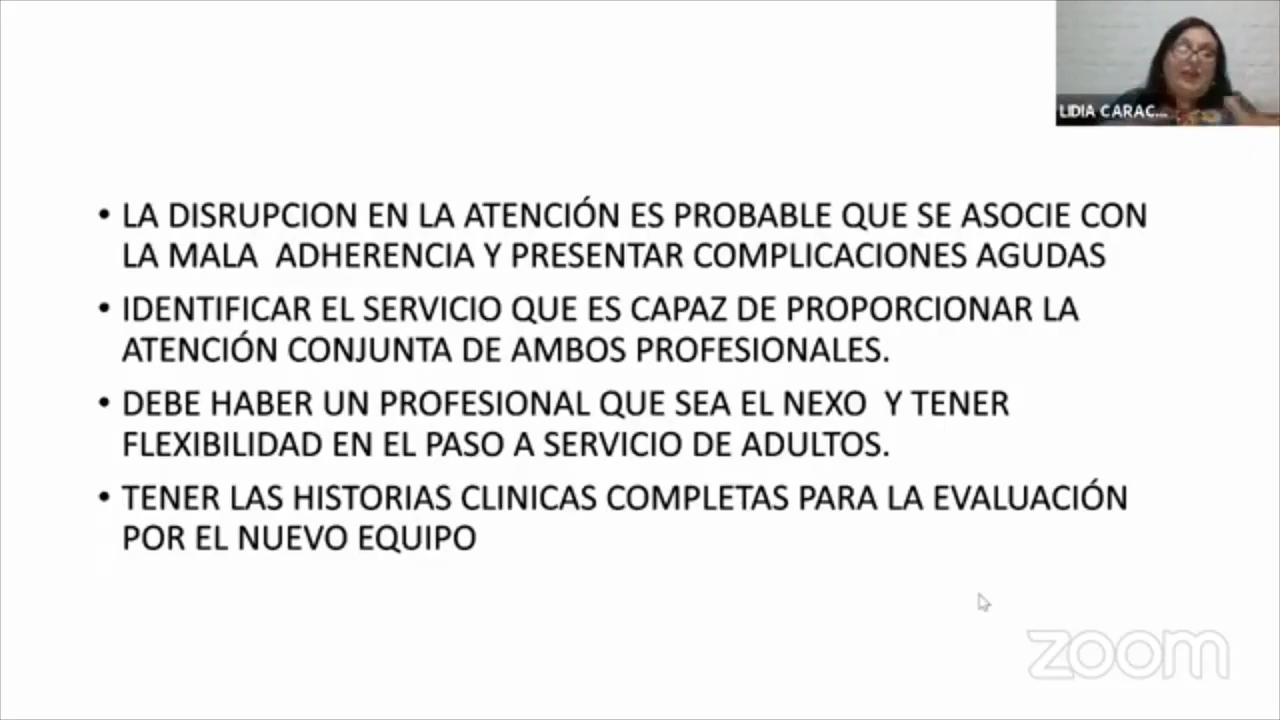 LIDIA CARAC...
• LA DISRUPCION EN LA ATENCIÓN ES PROBABLE QUE SE ASOCIE CON
LA MALA  ADHERENCIA Y PRESENTAR COMPLICACIONES AGUDAS
• IDENTIFICAR EL SERVICIO QUE ES CAPAZ DE PROPORCIONAR LA
ATENCIÓN CONJUNTA DE AMBOS PROFESIONALES.
• DEBE HABER UN PROFESIONAL QUE SEA EL NEXO  Y TENER
FLEXIBILIDAD EN EL PASO A SERVICIO DE ADULTOS.
• TENER LAS HISTORIAS CLINICAS COMPLETAS PARA LA EVALUACIÓN
POR EL NUEVO EQUIPO
zoom